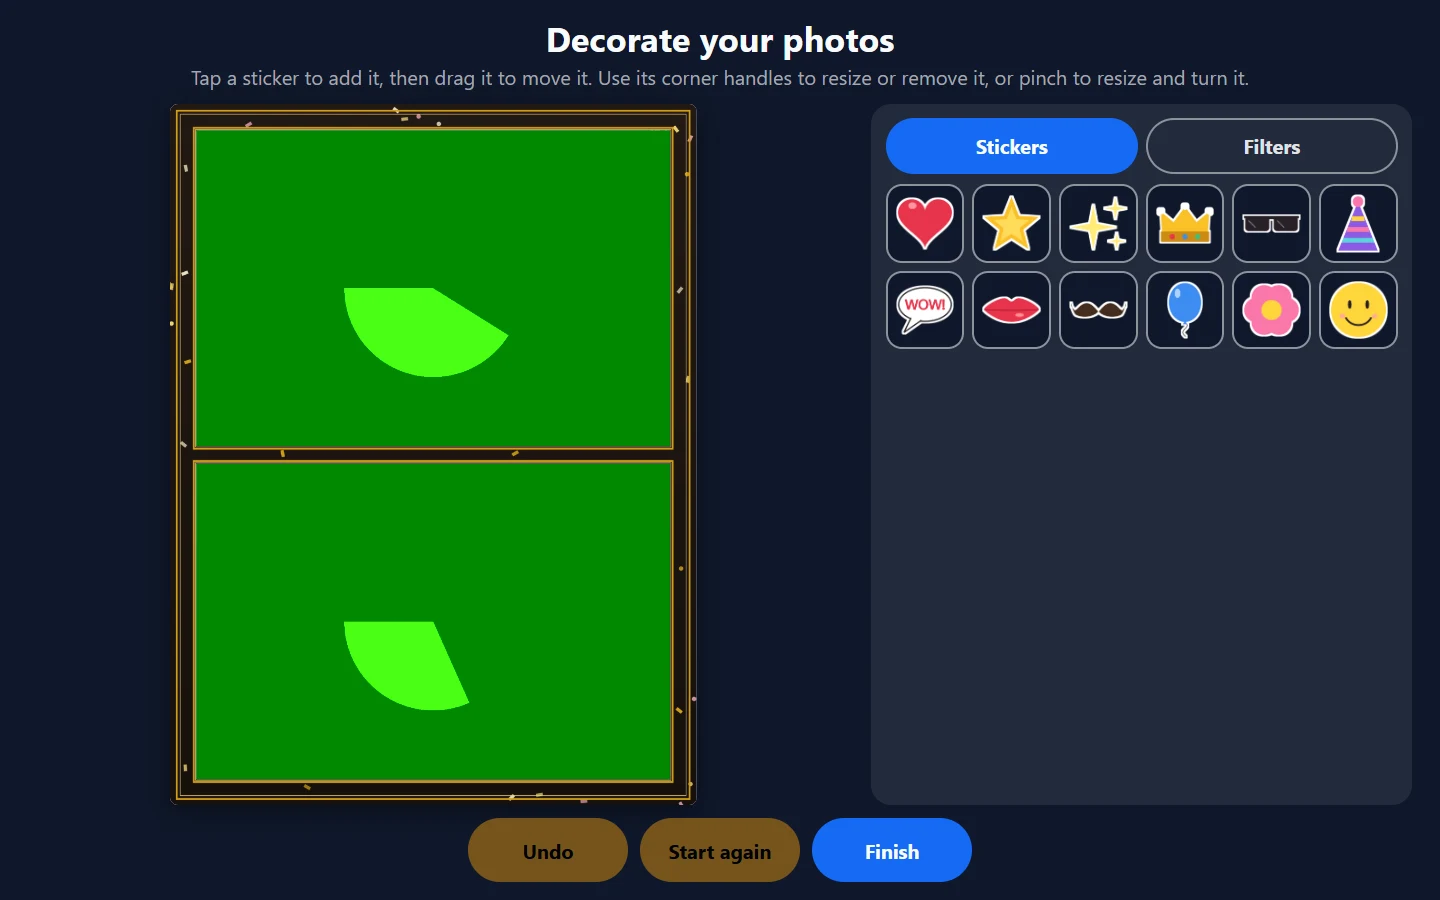 Decorate your photos
Tap a sticker to add it, then drag it to move it. Use its corner handles to resize or remove it, or pinch to resize and turn it.
Stickers
Filters
WOW!
Undo
Start again
Finish